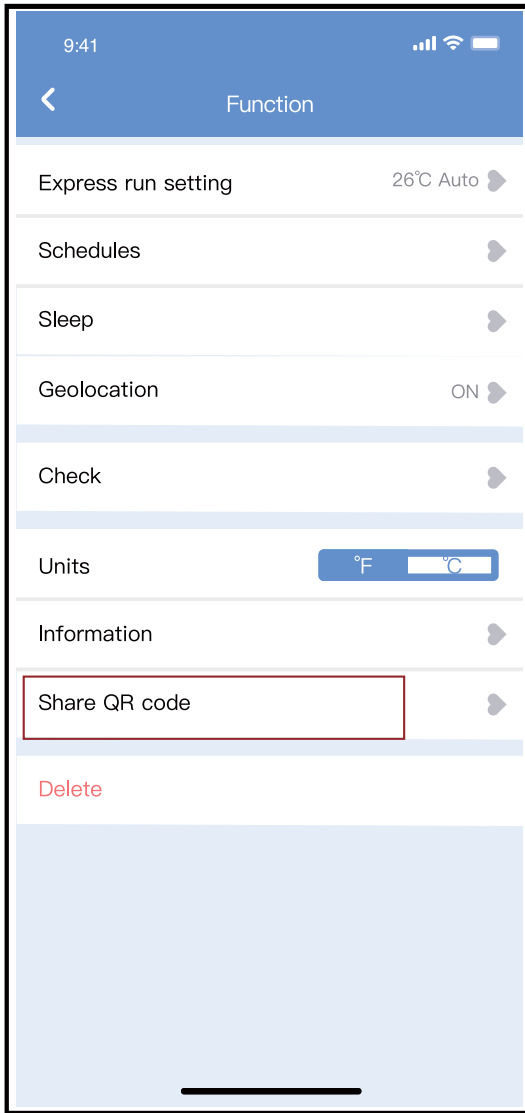 9:41
Function
Express run setting 26℃ Auto
Schedules
Sleep
Geolocation ON
Check
Units ℉ ℃
Information
Share QR code
Delete